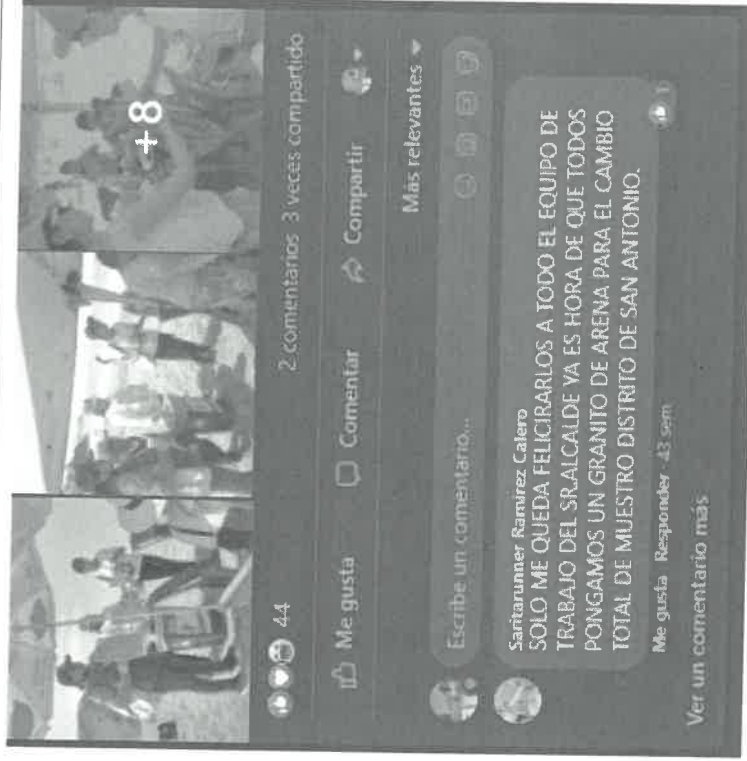 +8
44
2 comentarios 3 veces compartido
Me gusta
Comentar
Compartir
Más relevantes
Escribe un comentario...
Saritarunner Ramirez Calero
SOLO ME QUEDA FELICIRARLOS A TODO EL EQUIPO DE
TRABAJO DEL SR.ALCALDE YA ES HORA DE QUE TODOS
PONGAMOS UN GRANITO DE ARENA PARA EL CAMBIO
TOTAL DE MUESTRO DISTRITO DE SAN ANTONIO.
Me gusta Responder 43 sem
1
Ver un comentario más